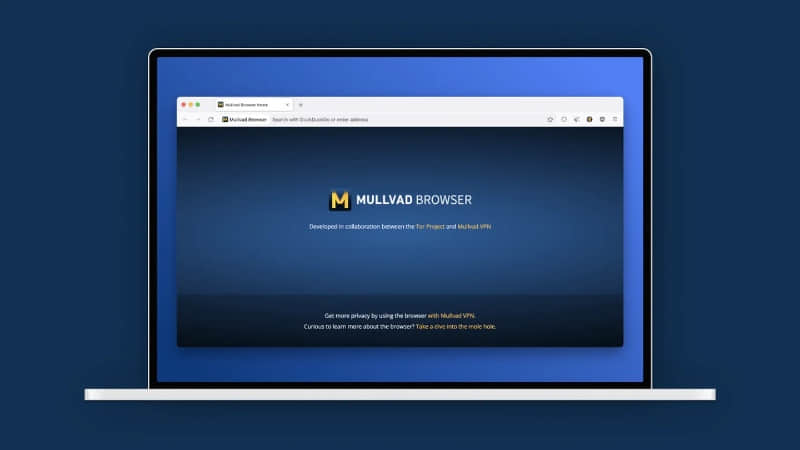 Mullvad Browser Home
Mullvad Browser Search with DuckDuckGo or enter address
MULLVAD BROWSER
Developed in collaboration between the Tor Project and Mullvad VPN
Get more privacy by using the browser with Mullvad VPN.
Curious to learn more about the browser? Take a dive into the mole hole.